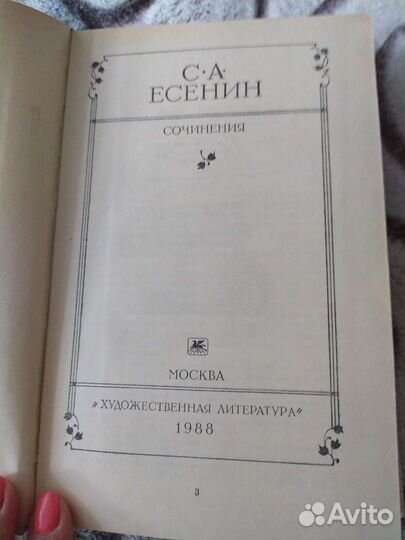 С·А·
ЕСЕНИН
СОЧИНЕНИЯ
МОСКВА
"ХУДОЖЕСТВЕННАЯ ЛИТЕРАТУРА"
1988
3
Avito